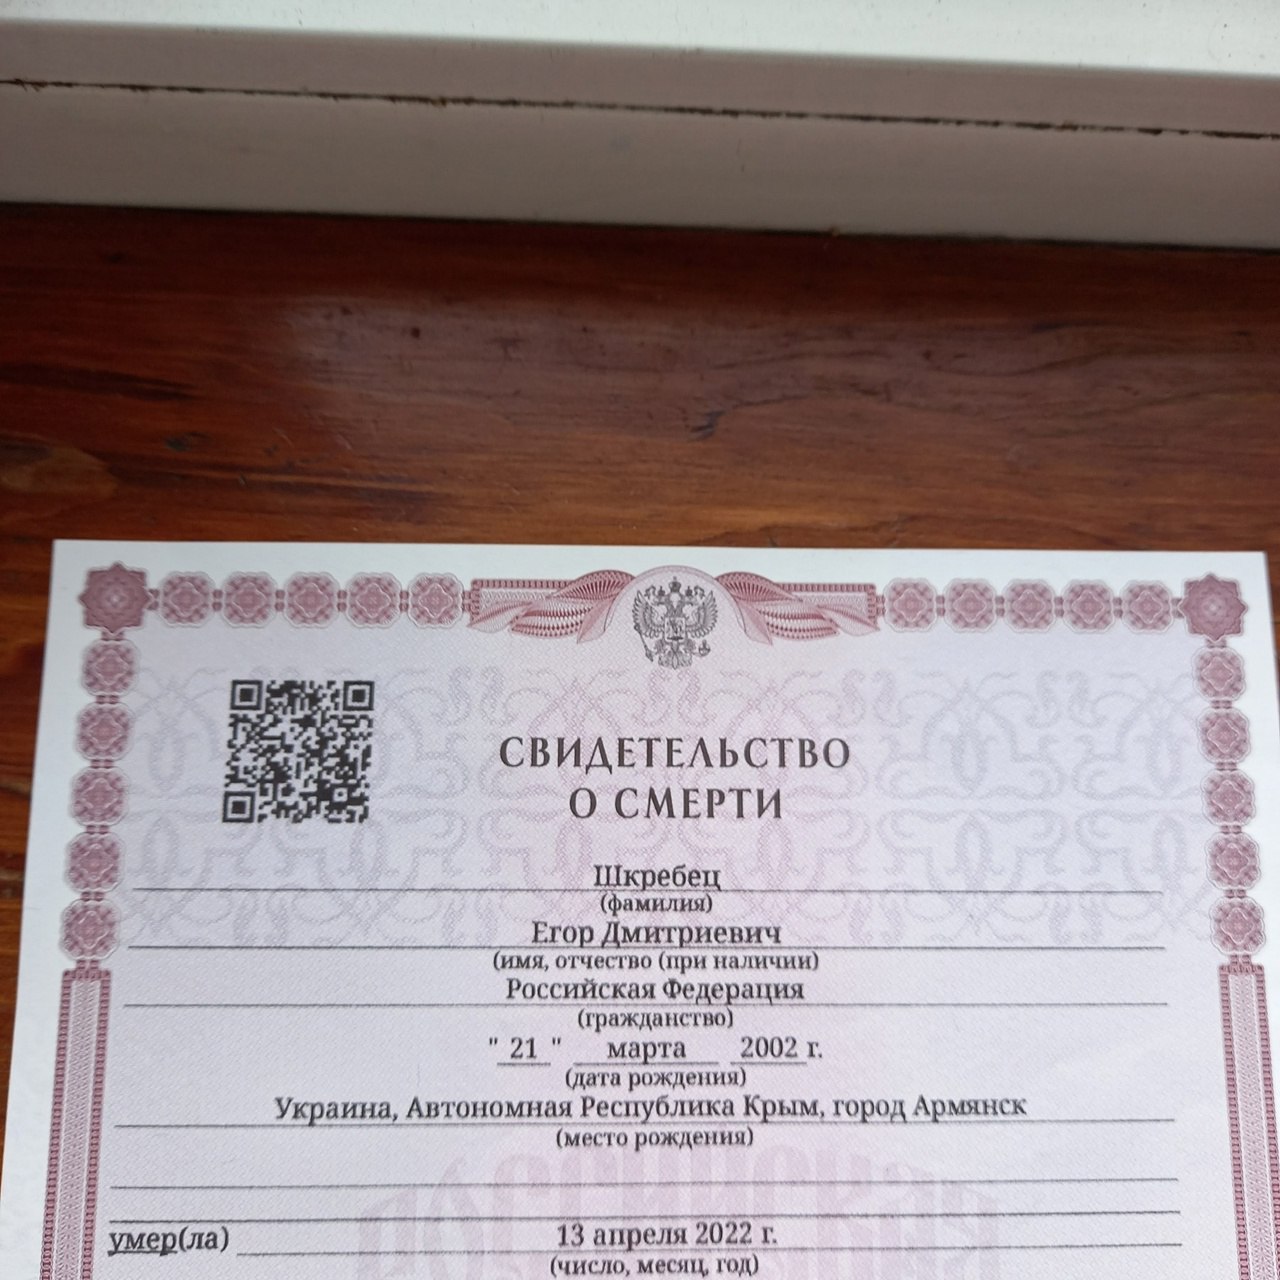 СВИДЕТЕЛЬСТВО
О СМЕРТИ
Шкребец
(фамилия)
Егор Дмитриевич
(имя, отчество (при наличии)
Российская Федерация
(гражданство)
" 21 " марта 2002 г.
(дата рождения)
Украина, Автономная Республика Крым, город Армянск
(место рождения)
умер(ла) 13 апреля 2022 г.
(число, месяц, год)